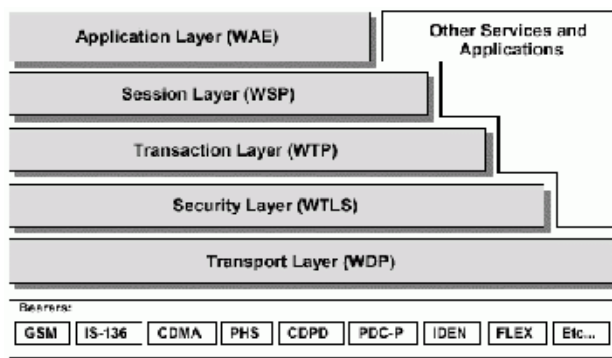 Application Layer (WAE)
Other Services and
Applications
Session Layer (WSP)
Transaction Layer (WTP)
Security Layer (WTLS)
Transport Layer (WDP)
Bearers:
GSM IS-136 CDMA PHS CDPD PDC-P IDEN FLEX Etc...